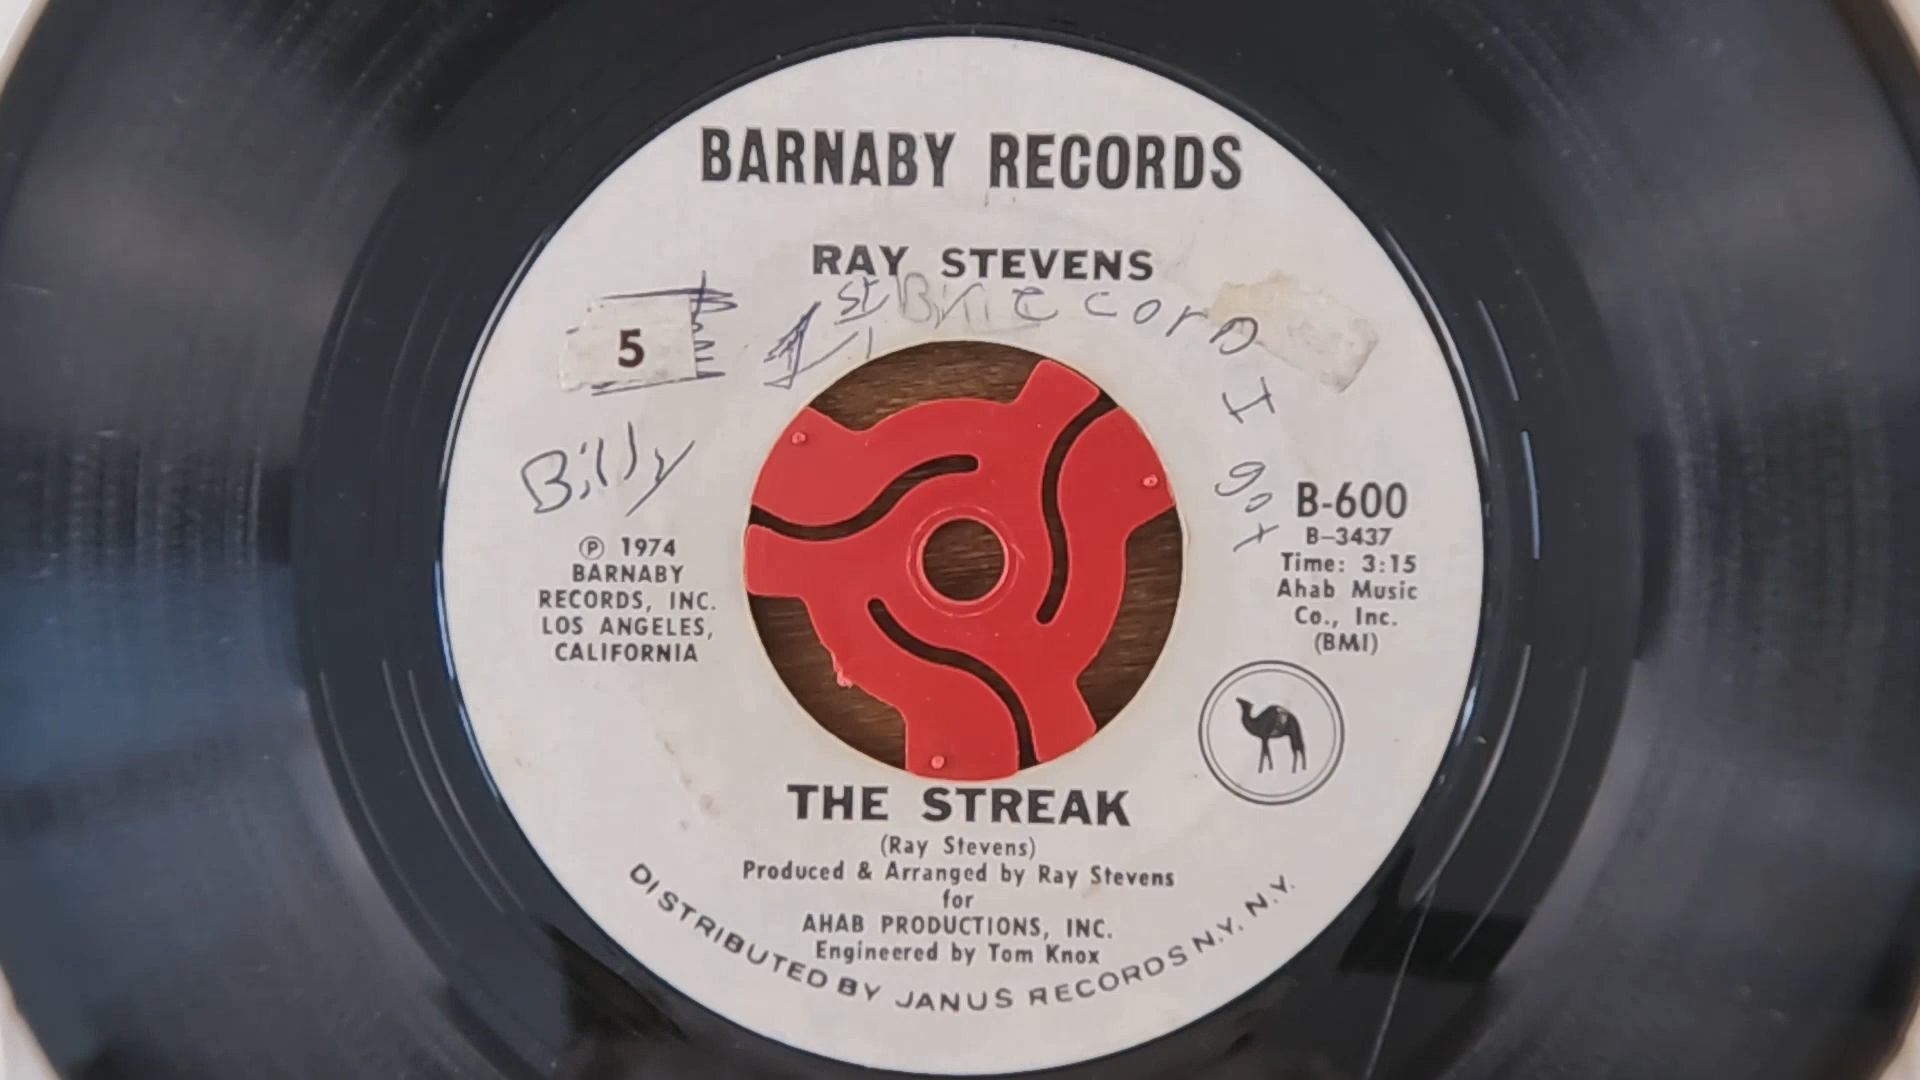 BARNABY RECORDS
RAY STEVENS
5
1st Record I got
Billy
℗ 1974
BARNABY
RECORDS, INC.
LOS ANGELES,
CALIFORNIA
B-600
B-3437
Time: 3:15
Ahab Music
Co., Inc.
(BMI)
THE STREAK
(Ray Stevens)
Produced & Arranged by Ray Stevens
for
AHAB PRODUCTIONS, INC.
Engineered by Tom Knox
DISTRIBUTED BY JANUS RECORDS N.Y. N.Y.